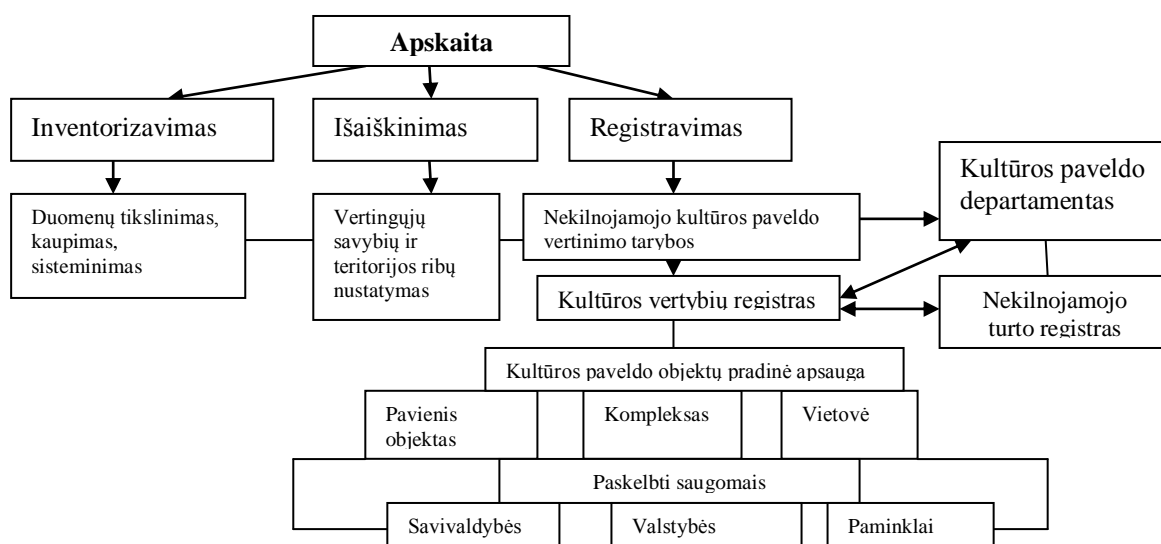 Apskaita
Inventorizavimas
Išaiškinimas
Registravimas
Kultūros paveldo
departamentas
Duomenų tikslinimas,
kaupimas,
sisteminimas
Vertingųjų
savybių ir
teritorijos ribų
nustatymas
Nekilnojamojo kultūros paveldo
vertinimo tarybos
Kultūros vertybių registras
Nekilnojamojo
turto registras
Kultūros paveldo objektų pradinė apsauga
Pavienis
objektas
Kompleksas
Vietovė
Paskelbti saugomais
Savivaldybės
Valstybės
Paminklai